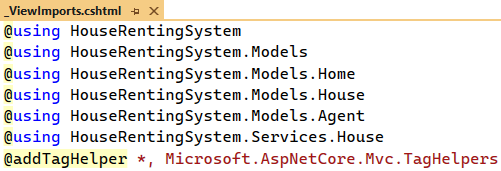 _ViewImports.cshtml
@using HouseRentingSystem
@using HouseRentingSystem.Models
@using HouseRentingSystem.Models.Home
@using HouseRentingSystem.Models.House
@using HouseRentingSystem.Models.Agent
@using HouseRentingSystem.Services.House
@addTagHelper *, Microsoft.AspNetCore.Mvc.TagHelpers